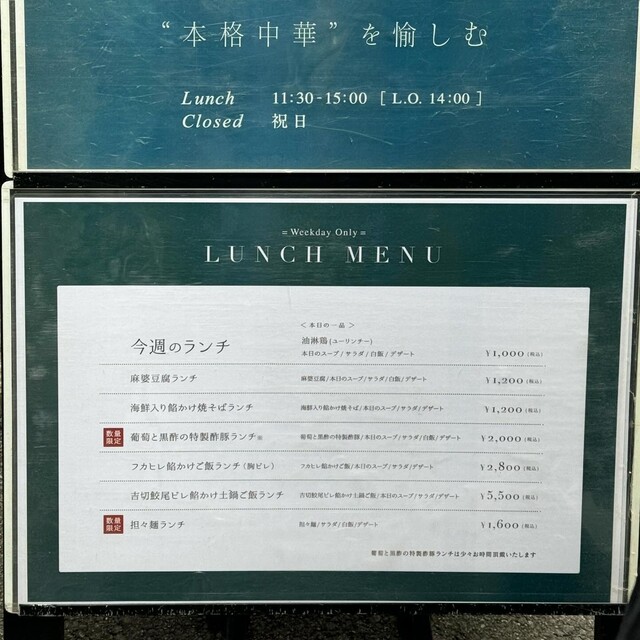 “本格中華”を愉しむ
Lunch 11:30-15:00 [L.O. 14:00]
Closed 祝日
=Weekday Only=
LUNCH MENU
＜本日の一品＞
今週のランチ 油淋鶏(ユーリンチー)
本日のスープ/サラダ/白飯/デザート ¥1,000(税込)
麻婆豆腐ランチ 麻婆豆腐/本日のスープ/サラダ/白飯/デザート ¥1,200(税込)
海鮮入り餡かけ焼そばランチ 海鮮入り餡かけ焼そば/本日のスープ/サラダ/デザート ¥1,200(税込)
数量限定 葡萄と黒酢の特製酢豚ランチ※ 葡萄と黒酢の特製酢豚/本日のスープ/サラダ/白飯/デザート ¥2,000(税込)
フカヒレ餡かけご飯ランチ(胸ビレ) フカヒレ餡かけご飯/本日のスープ/サラダ/デザート ¥2,800(税込)
吉切鮫尾ビレ餡かけ土鍋ご飯ランチ 吉切鮫尾ビレ餡かけ土鍋ご飯/本日のスープ/サラダ/デザート ¥5,500(税込)
数量限定 担々麺ランチ 担々麺/サラダ/白飯/デザート ¥1,600(税込)
葡萄と黒酢の特製酢豚ランチは少々お時間頂戴いたします